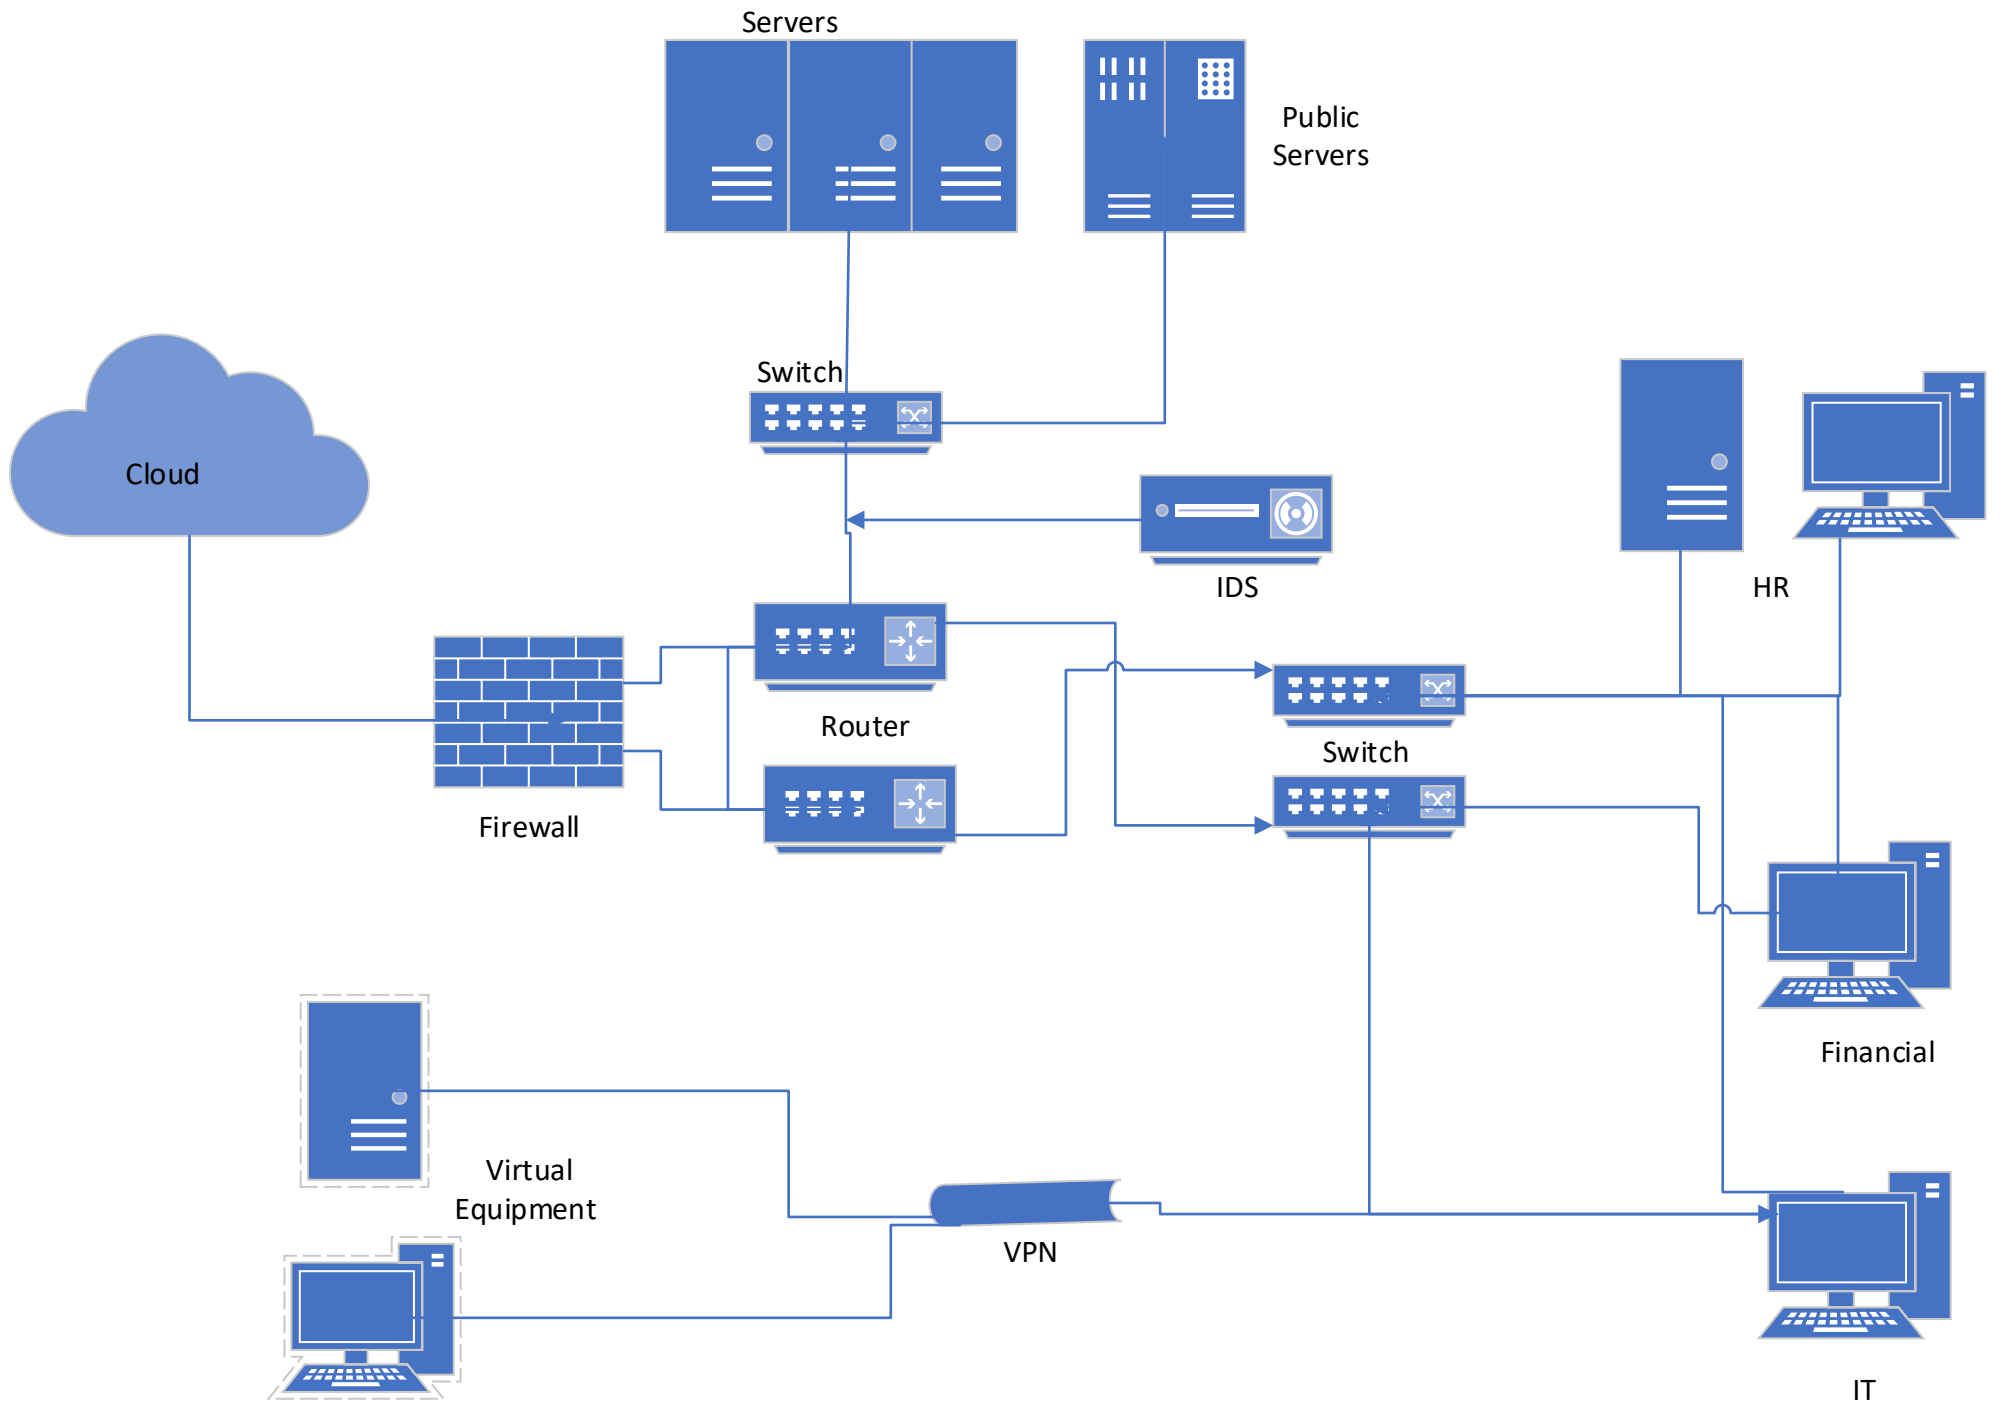 Servers
Public
Servers
Switch
Cloud
IDS
HR
Router
Switch
Firewall
Financial
Virtual
Equipment
VPN
IT